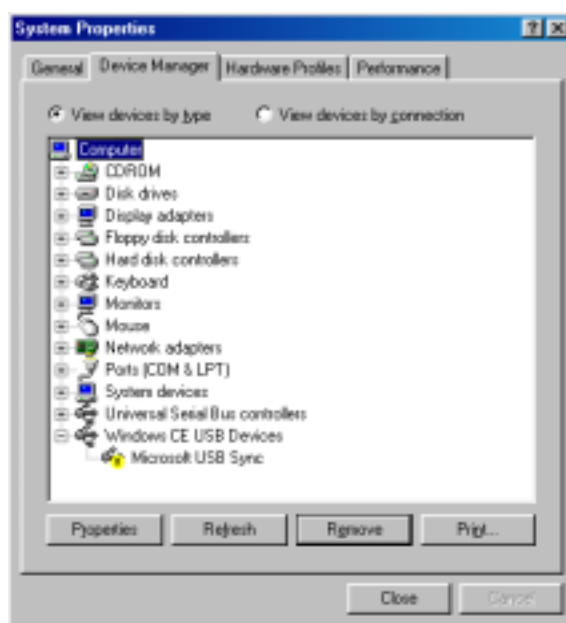 System Properties
General Device Manager Hardware Profiles Performance
View devices by type View devices by connection
Computer
CDROM
Disk drives
Display adapters
Floppy disk controllers
Hard disk controllers
Keyboard
Monitors
Mouse
Network adapters
Ports (COM & LPT)
System devices
Universal Serial Bus controllers
Windows CE USB Devices
Microsoft USB Sync
Properties Refresh Remove Print...
Close Cancel